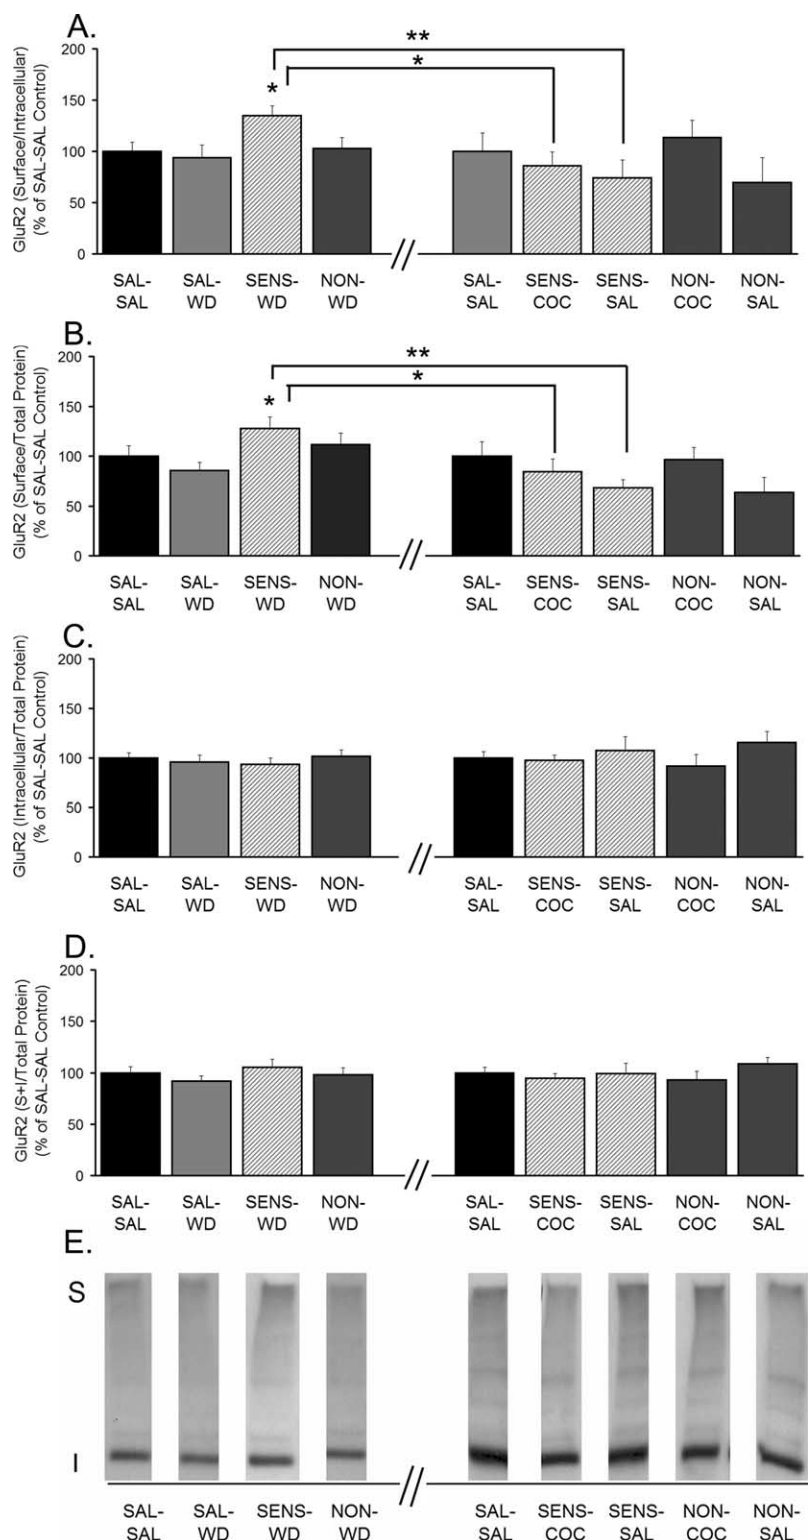 A.
GluR2 (Surface/Intracellular)
(% of SAL-SAL Control)
200
150
100
50
0
**
*
*
//
SAL- SAL- SENS- NON- SAL- SENS- SENS- NON- NON-
SAL WD WD WD SAL COC SAL COC SAL
B.
GluR2 (Surface/Total Protein)
(% of SAL-SAL Control)
200
150
100
50
0
**
*
*
//
SAL- SAL- SENS- NON- SAL- SENS- SENS- NON- NON-
SAL WD WD WD SAL COC SAL COC SAL
C.
GluR2 (Intracellular/Total Protein)
(% of SAL-SAL Control)
200
150
100
50
0
//
SAL- SAL- SENS- NON- SAL- SENS- SENS- NON- NON-
SAL WD WD WD SAL COC SAL COC SAL
D.
GluR2 (S+I/Total Protein)
(% of SAL-SAL Control)
200
150
100
50
0
//
SAL- SAL- SENS- NON- SAL- SENS- SENS- NON- NON-
SAL WD WD WD SAL COC SAL COC SAL
E.
S
I
//
SAL- SAL- SENS- NON- SAL- SENS- SENS- NON- NON-
SAL WD WD WD SAL COC SAL COC SAL